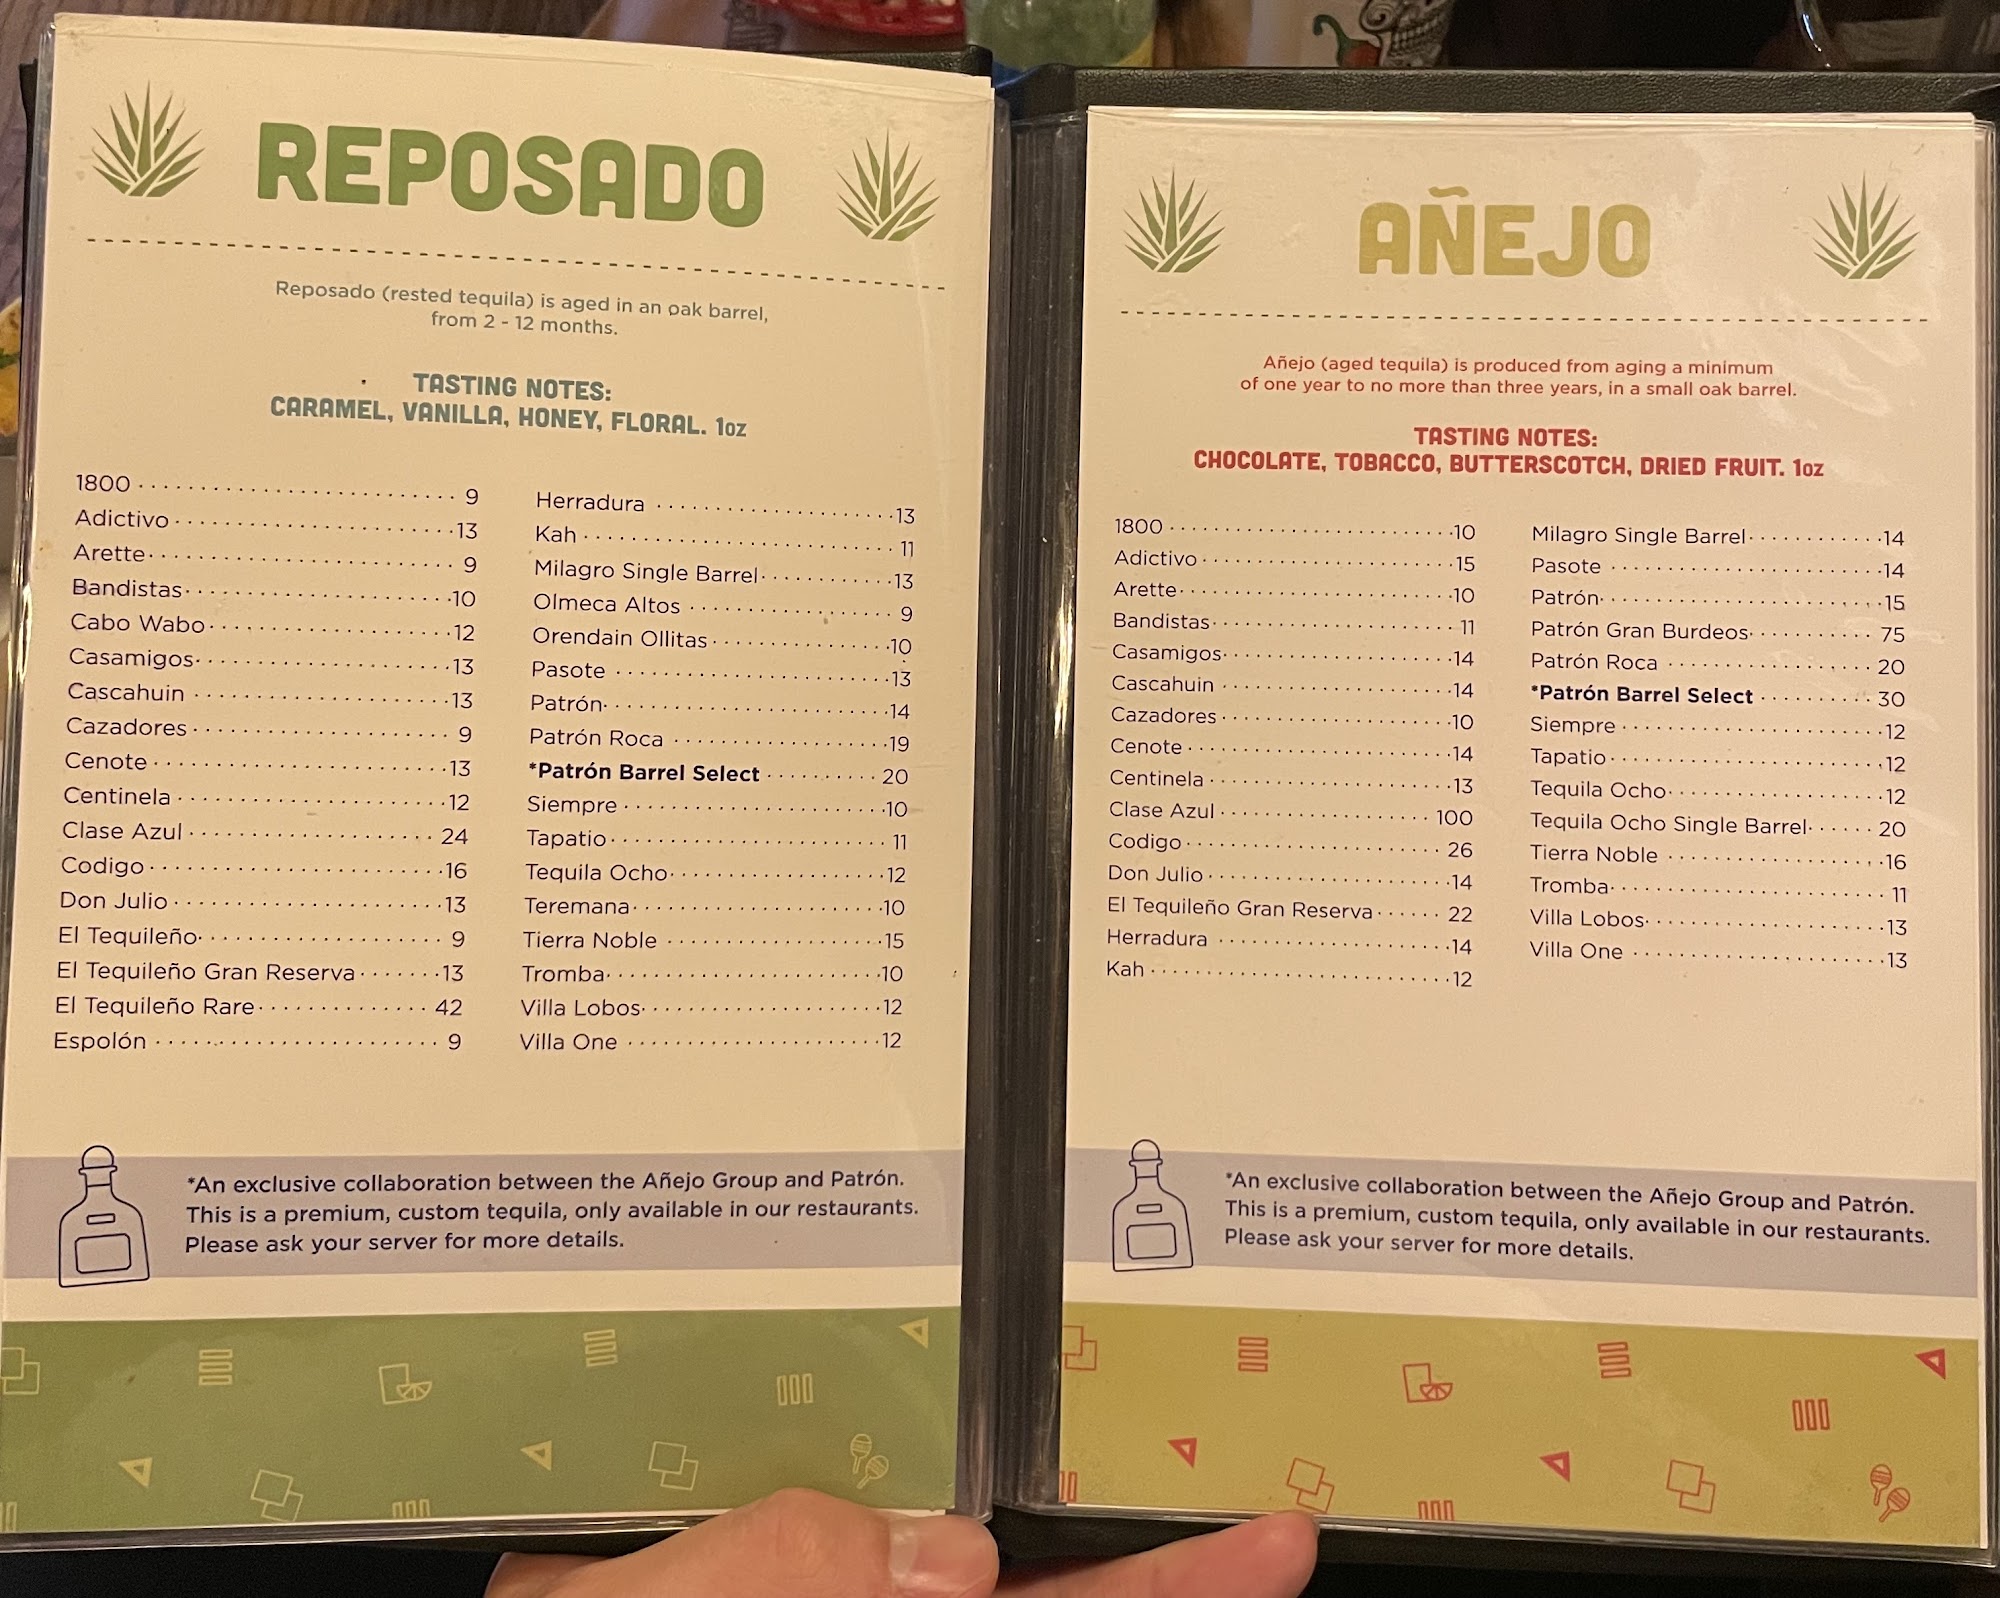 REPOSADO
Reposado (rested tequila) is aged in an oak barrel,
from 2 - 12 months.
TASTING NOTES:
CARAMEL, VANILLA, HONEY, FLORAL. 1oz
1800 9
Adictivo 13
Arette 9
Bandistas 10
Cabo Wabo 12
Casamigos 13
Cascahuin 13
Cazadores 9
Cenote 13
Centinela 12
Clase Azul 24
Codigo 16
Don Julio 13
El Tequileño 9
El Tequileño Gran Reserva 13
El Tequileño Rare 42
Espolón 9
Herradura 13
Kah 11
Milagro Single Barrel 13
Olmeca Altos 9
Orendain Ollitas 10
Pasote 13
Patrón 14
Patrón Roca 19
*Patrón Barrel Select 20
Siempre 10
Tapatio 11
Tequila Ocho 12
Teremana 10
Tierra Noble 15
Tromba 10
Villa Lobos 12
Villa One 12
*An exclusive collaboration between the Añejo Group and Patrón.
This is a premium, custom tequila, only available in our restaurants.
Please ask your server for more details.
AÑEJO
Añejo (aged tequila) is produced from aging a minimum
of one year to no more than three years, in a small oak barrel.
TASTING NOTES:
CHOCOLATE, TOBACCO, BUTTERSCOTCH, DRIED FRUIT. 1oz
1800 10
Adictivo 15
Arette 10
Bandistas 11
Casamigos 14
Cascahuin 14
Cazadores 10
Cenote 14
Centinela 13
Clase Azul 100
Codigo 26
Don Julio 14
El Tequileño Gran Reserva 22
Herradura 14
Kah 12
Milagro Single Barrel 14
Pasote 14
Patrón 15
Patrón Gran Burdeos 75
Patrón Roca 20
*Patrón Barrel Select 30
Siempre 12
Tapatio 12
Tequila Ocho 12
Tequila Ocho Single Barrel 20
Tierra Noble 16
Tromba 11
Villa Lobos 13
Villa One 13
*An exclusive collaboration between the Añejo Group and Patrón.
This is a premium, custom tequila, only available in our restaurants.
Please ask your server for more details.